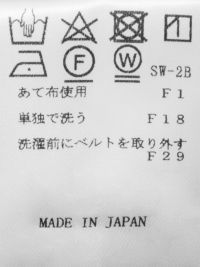 F W SW-2B
あて布使用 F1
単独で洗う F18
洗濯前にベルトを取り外す
F29
MADE IN JAPAN